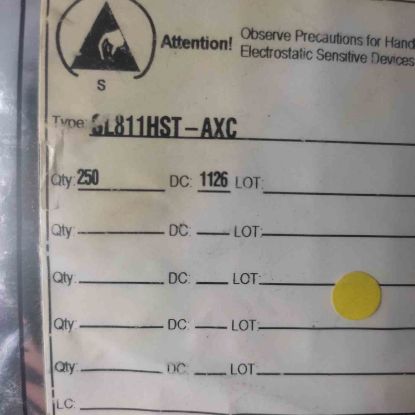 Attention! Observe Precautions for Hand
Electrostatic Sensitive Devices
S
Type: SL811HST-AXC
Qty: 250 DC: 1126 LOT:
Qty: DC: LOT:
Qty: DC: LOT:
Qty: DC: LOT:
Qty: DC: LOT:
LC: